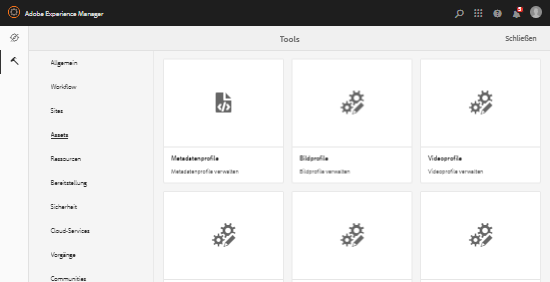 Adobe Experience Manager
5
Tools
Schließen
Allgemein
Workflow
Sites
Assets
Ressourcen
Bereitstellung
Sicherheit
Cloud-Services
Vorgänge
Communities
Metadatenprofile
Metadatenprofile verwalten
Bildprofile
Bildprofile verwalten
Videoprofile
Videoprofile verwalten